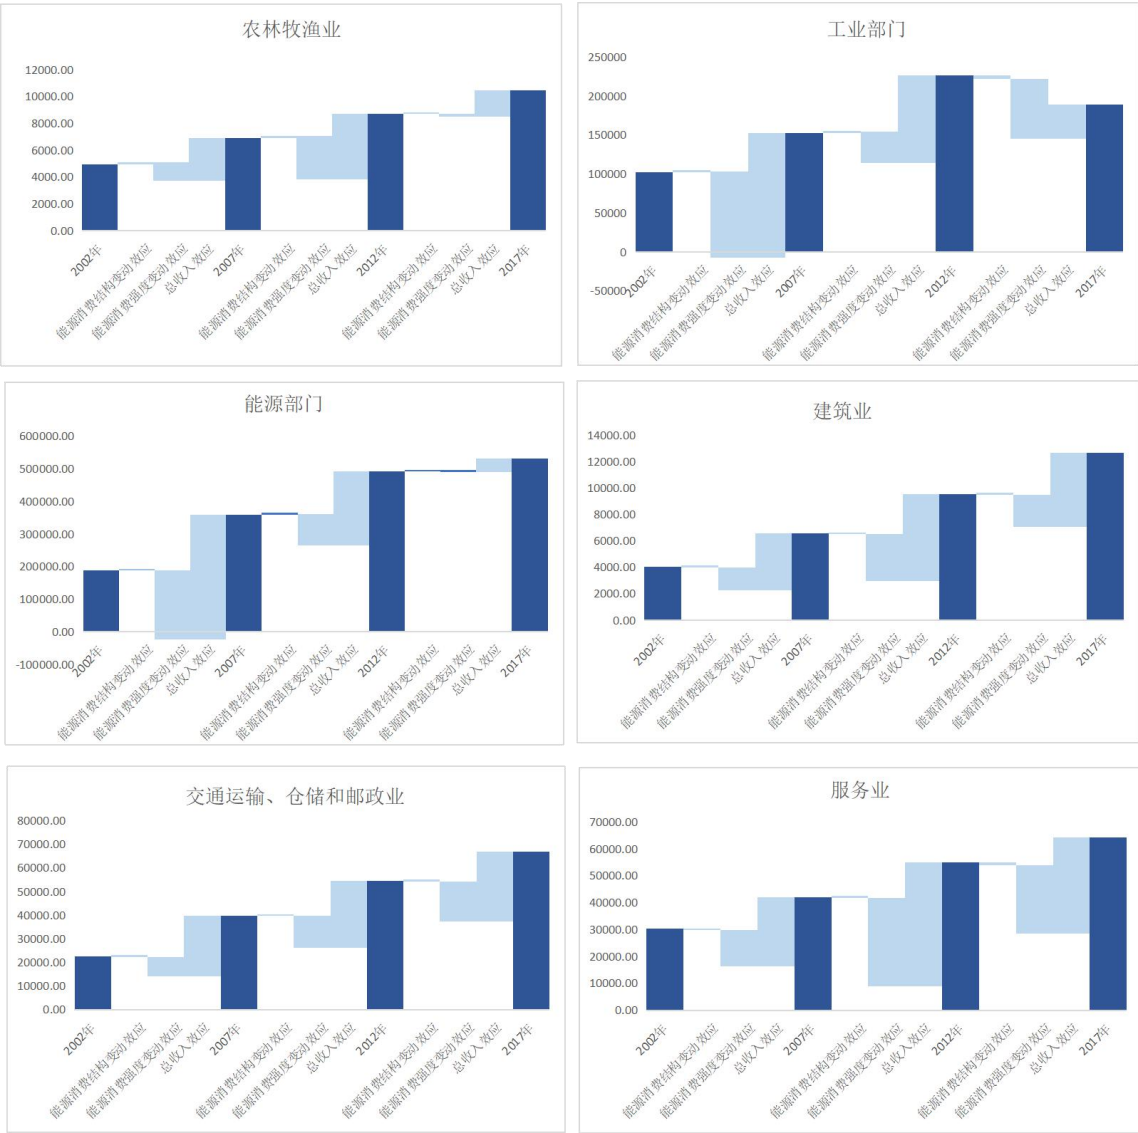 农林牧渔业
12000.00
10000.00
8000.00
6000.00
4000.00
2000.00
0.00
2002年
能源消费结构变动效应
能源消费强度变动效应
总收入效应
2007年
能源消费结构变动效应
能源消费强度变动效应
总收入效应
2012年
能源消费结构变动效应
能源消费强度变动效应
总收入效应
2017年
工业部门
250000
200000
150000
100000
50000
0
-50000
2002年
能源消费结构变动效应
能源消费强度变动效应
总收入效应
2007年
能源消费结构变动效应
能源消费强度变动效应
总收入效应
2012年
能源消费结构变动效应
能源消费强度变动效应
总收入效应
2017年
能源部门
600000.00
500000.00
400000.00
300000.00
200000.00
100000.00
0.00
-100000.00
2002年
能源消费结构变动效应
能源消费强度变动效应
总收入效应
2007年
能源消费结构变动效应
能源消费强度变动效应
总收入效应
2012年
能源消费结构变动效应
能源消费强度变动效应
总收入效应
2017年
建筑业
14000.00
12000.00
10000.00
8000.00
6000.00
4000.00
2000.00
0.00
2002年
能源消费结构变动效应
能源消费强度变动效应
总收入效应
2007年
能源消费结构变动效应
能源消费强度变动效应
总收入效应
2012年
能源消费结构变动效应
能源消费强度变动效应
总收入效应
2017年
交通运输、仓储和邮政业
80000.00
70000.00
60000.00
50000.00
40000.00
30000.00
20000.00
10000.00
0.00
2002年
能源消费结构变动效应
能源消费强度变动效应
总收入效应
2007年
能源消费结构变动效应
能源消费强度变动效应
总收入效应
2012年
能源消费结构变动效应
能源消费强度变动效应
总收入效应
2017年
服务业
70000.00
60000.00
50000.00
40000.00
30000.00
20000.00
10000.00
0.00
2002年
能源消费结构变动效应
能源消费强度变动效应
总收入效应
2007年
能源消费结构变动效应
能源消费强度变动效应
总收入效应
2012年
能源消费结构变动效应
能源消费强度变动效应
总收入效应
2017年